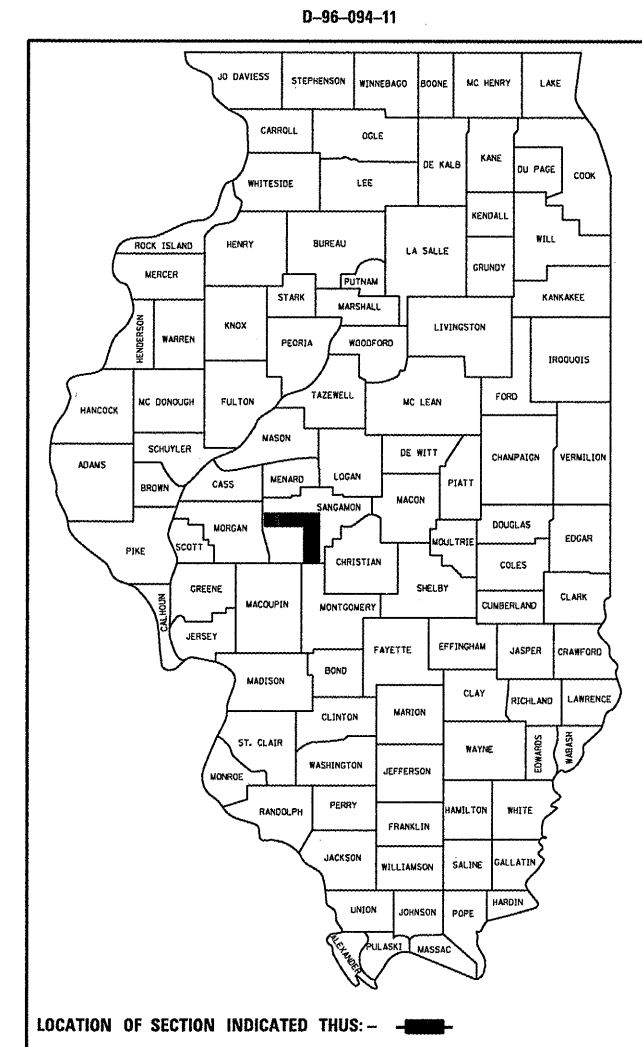 D-96-094-11
JO DAVIESS STEPHENSON WINNEBAGO BOONE MC HENRY LAKE
CARROLL OGLE
DE KALB KANE DU PAGE COOK
WHITESIDE LEE
KENDALL
ROCK ISLAND HENRY BUREAU LA SALLE WILL
MERCER PUTNAM GRUNDY
STARK MARSHALL KANKAKEE
HENDERSON WARREN KNOX PEORIA WOODFORD LIVINGSTON IROQUOIS
HANCOCK MC DONOUGH FULTON TAZEWELL MC LEAN FORD
MASON
SCHUYLER DE WITT CHAMPAIGN VERMILION
ADAMS BROWN CASS MENARD LOGAN PIATT
MACON
SANGAMON
PIKE SCOTT MORGAN CHRISTIAN MOULTRIE DOUGLAS EDGAR
COLES
GREENE SHELBY
CALHOUN MACOUPIN MONTGOMERY CUMBERLAND CLARK
JERSEY
FAYETTE EFFINGHAM JASPER CRAWFORD
MADISON BOND
CLAY RICHLAND LAWRENCE
CLINTON MARION
ST. CLAIR WAYNE EDWARDS WABASH
MONROE WASHINGTON JEFFERSON
RANDOLPH PERRY HAMILTON WHITE
FRANKLIN
JACKSON WILLIAMSON SALINE GALLATIN
UNION JOHNSON POPE HARDIN
ALEXANDER PULASKI MASSAC
LOCATION OF SECTION INDICATED THUS:-